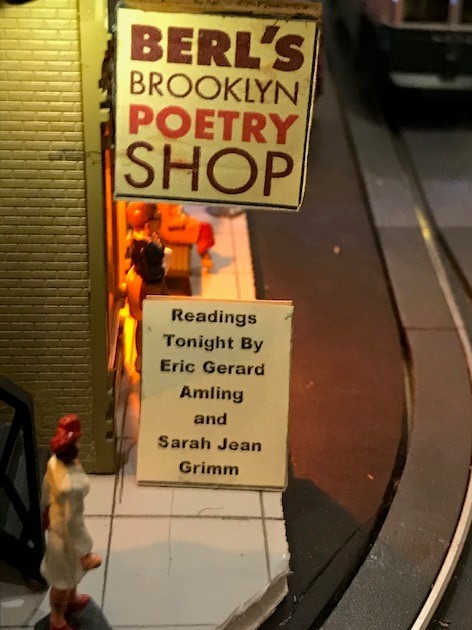 BERL'S
BROOKLYN
POETRY
SHOP
Readings
Tonight By
Eric Gerard
Amling
and
Sarah Jean
Grimm